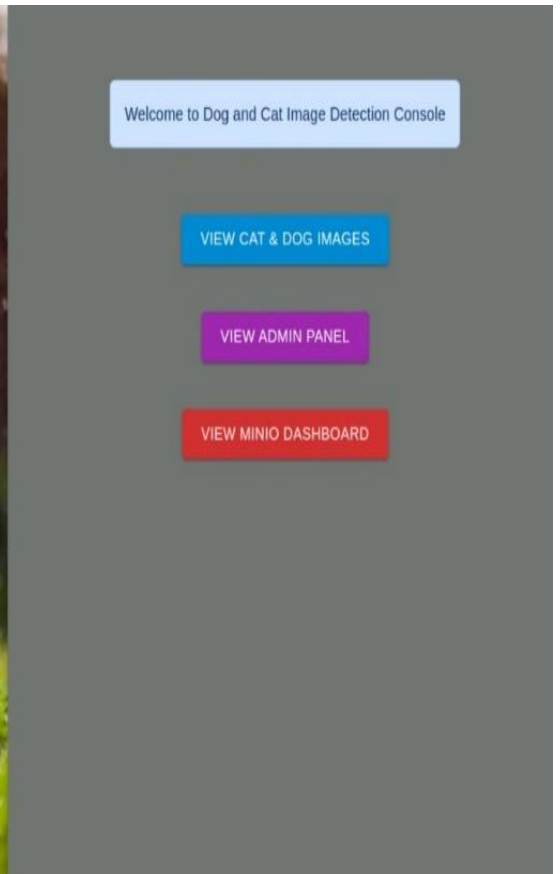 Welcome to Dog and Cat Image Detection Console
VIEW CAT & DOG IMAGES
VIEW ADMIN PANEL
VIEW MINIO DASHBOARD